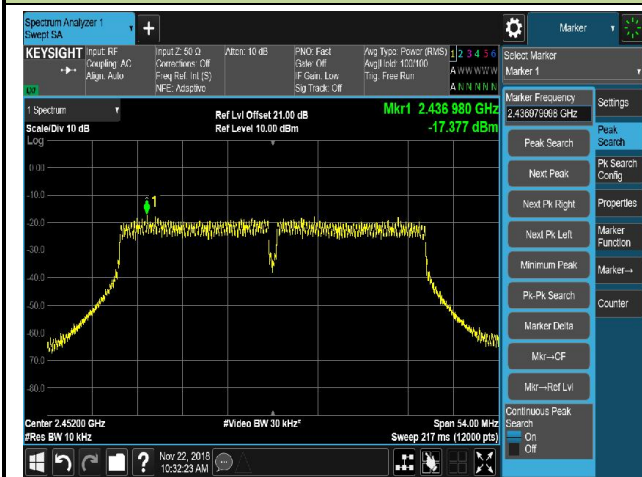 Spectrum Analyzer 1
Swept SA
+
Marker
KEYSIGHT
Input: RF
Coupling: AC
Align: Auto
Input Z: 50 Ω
Corrections: Off
Freq Ref: Int (S)
NFE: Adaptive
Atten: 10 dB
PNO: Fast
Gate: Off
IF Gain: Low
Sig Track: Off
Avg Type: Power (RMS)
Avg|Hold: 100/100
Trig: Free Run
1 2 3 4 5 6
A WW WW W
A N N N N N
Select Marker
Marker 1
1 Spectrum
Scale/Div 10 dB
Log
Ref Lvl Offset 21.00 dB
Ref Level 10.00 dBm
Mkr1 2.436 980 GHz
-17.377 dBm
0.00
-10.0
-20.0
-30.0
-40.0
-50.0
-60.0
-70.0
-80.0
1
Center 2.45200 GHz
#Res BW 10 kHz
#Video BW 30 kHz*
Span 54.00 MHz
Sweep 217 ms (12000 pts)
Marker Frequency
2.436979998 GHz
Peak Search
Next Peak
Next Pk Right
Next Pk Left
Minimum Peak
Pk-Pk Search
Marker Delta
Mkr→CF
Mkr→Ref Lvl
Continuous Peak
Search
On
Off
Settings
Peak
Search
Pk Search
Config
Properties
Marker
Function
Marker→
Counter
?
Nov 22, 2018
10:32:23 AM